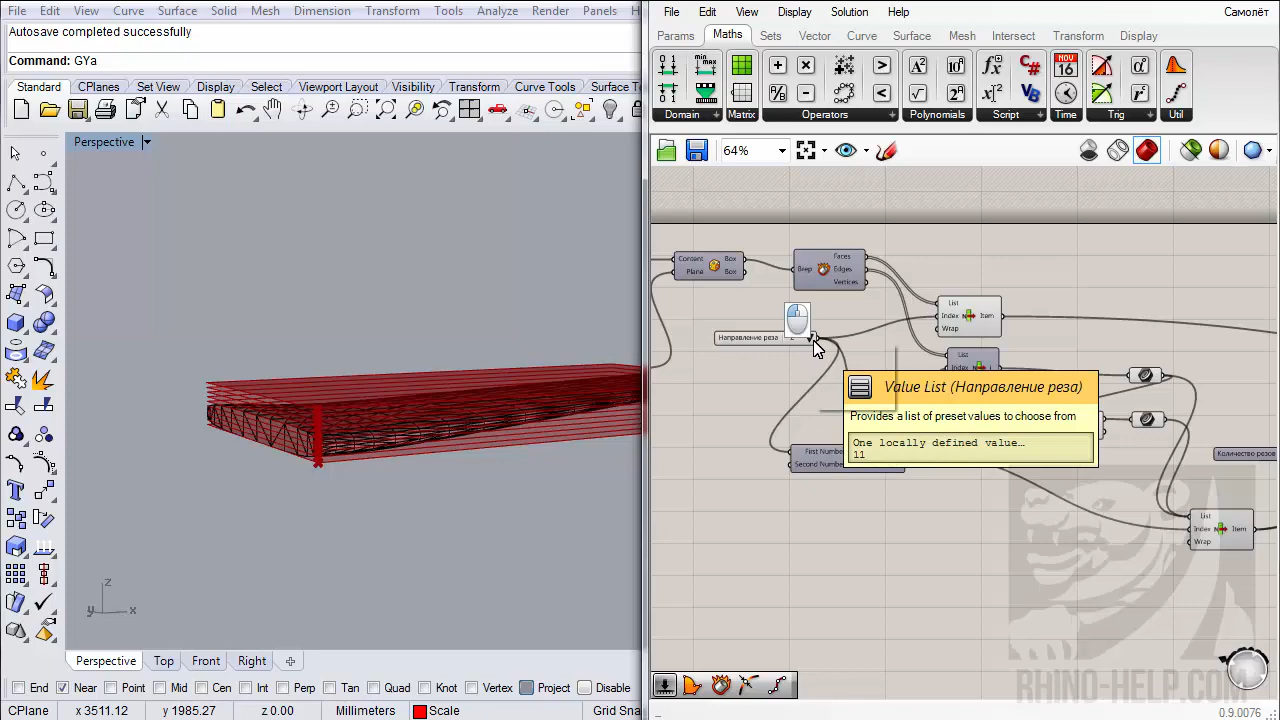 File Edit View Curve Surface Solid Mesh Dimension Transform Tools Analyze Render Panels
Autosave completed successfully
Command: GYa
Standard CPlanes Set View Display Select Viewport Layout Visibility Transform Curve Tools Surface To
Perspective
z
y x
Perspective Top Front Right
End Near Point Mid Cen Int Perp Tan Quad Knot Vertex Project Disable
CPlane x 3511.12 y 1985.27 z 0.00 Millimeters Scale Grid Sna
File Edit View Display Solution Help Самолёт
Params Maths Sets Vector Curve Surface Mesh Intersect Transform Display
Domain Matrix Operators Polynomials Script Time Trig Util
64%
Content Box
Plane Box
Brep Faces
Edges
Vertices
List
Index Item
Wrap
Направление реза
List
Value List (Направление реза)
Provides a list of preset values to choose from
One locally defined value…
11
First Number
Second Number
Количество резов
List
Index Item
Wrap
RHINO-HELP.COM
0.9.0076